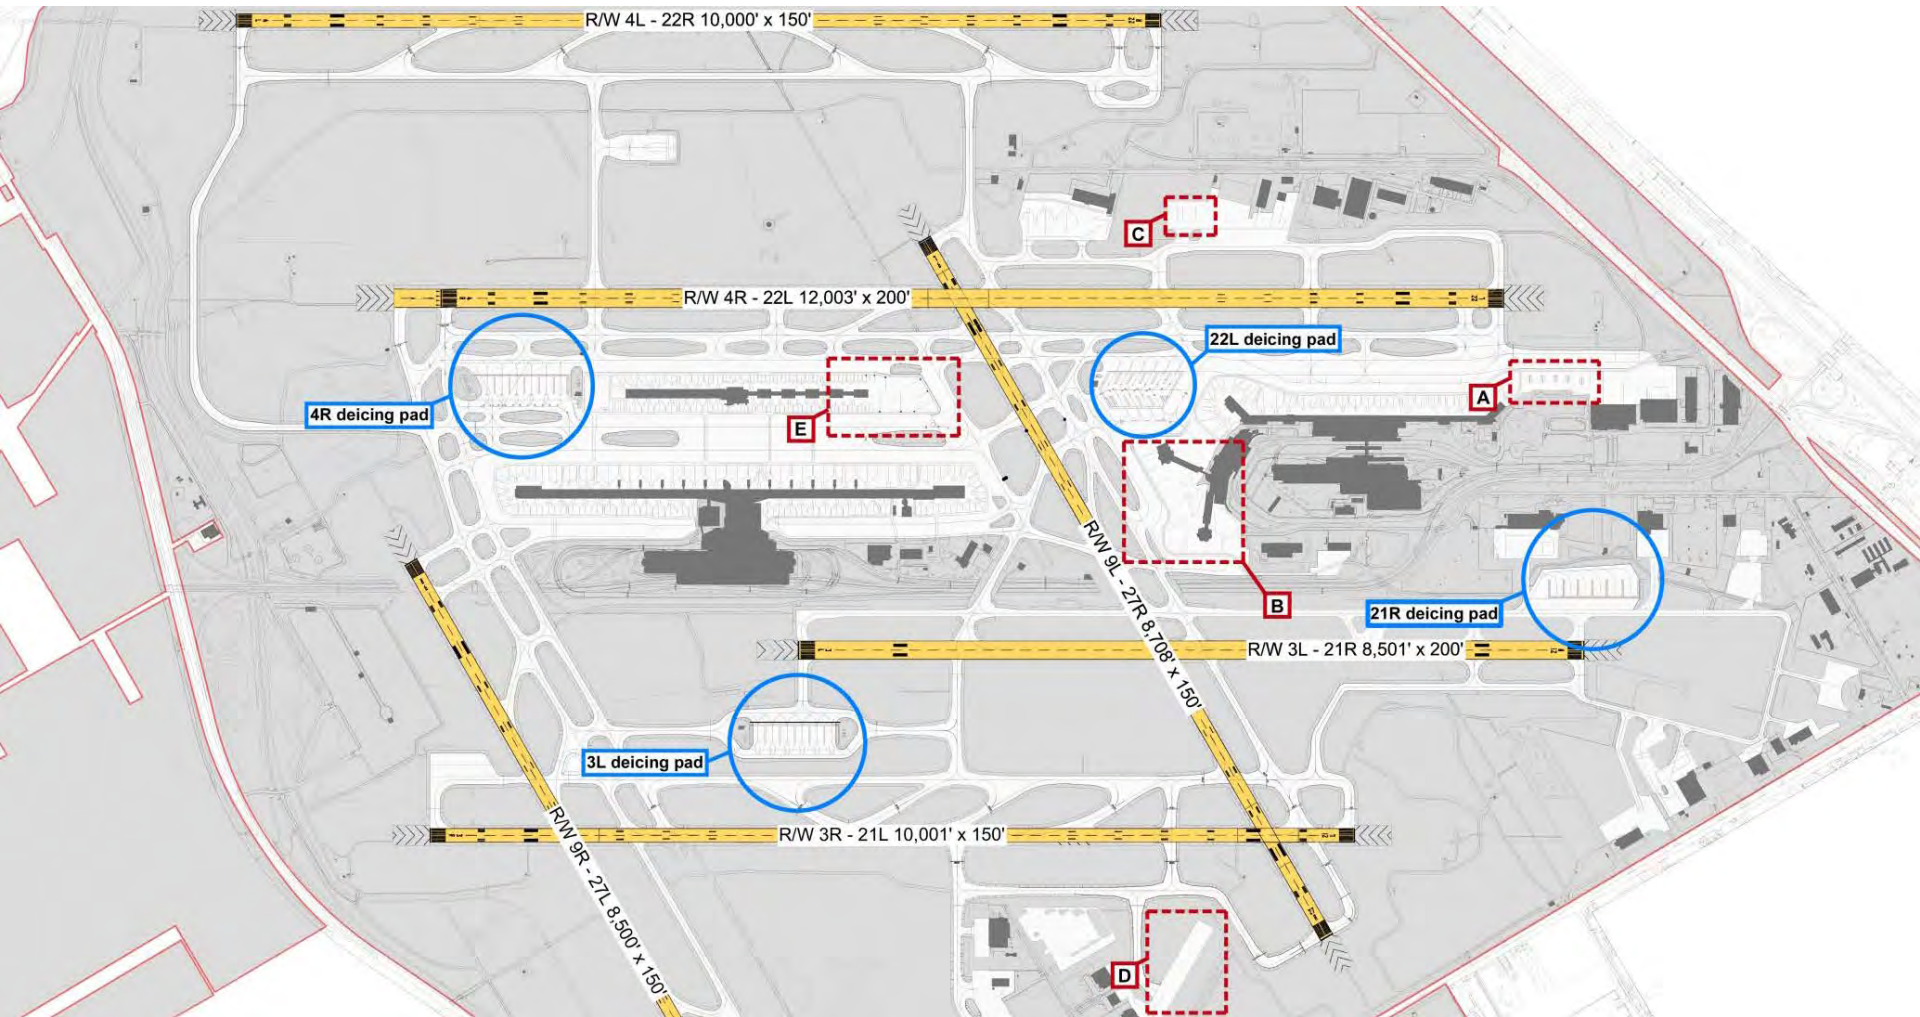 R/W 4L - 22R 10,000' x 150'
C
R/W 4R - 22L 12,003' x 200'
22L deicing pad
4R deicing pad
A
E
R/W 9L - 27R 8,708' x 150'
B
21R deicing pad
R/W 3L - 21R 8,501' x 200'
3L deicing pad
R/W 3R - 21L 10,001' x 150'
R/W 9R - 27L 8,500' x 150'
D